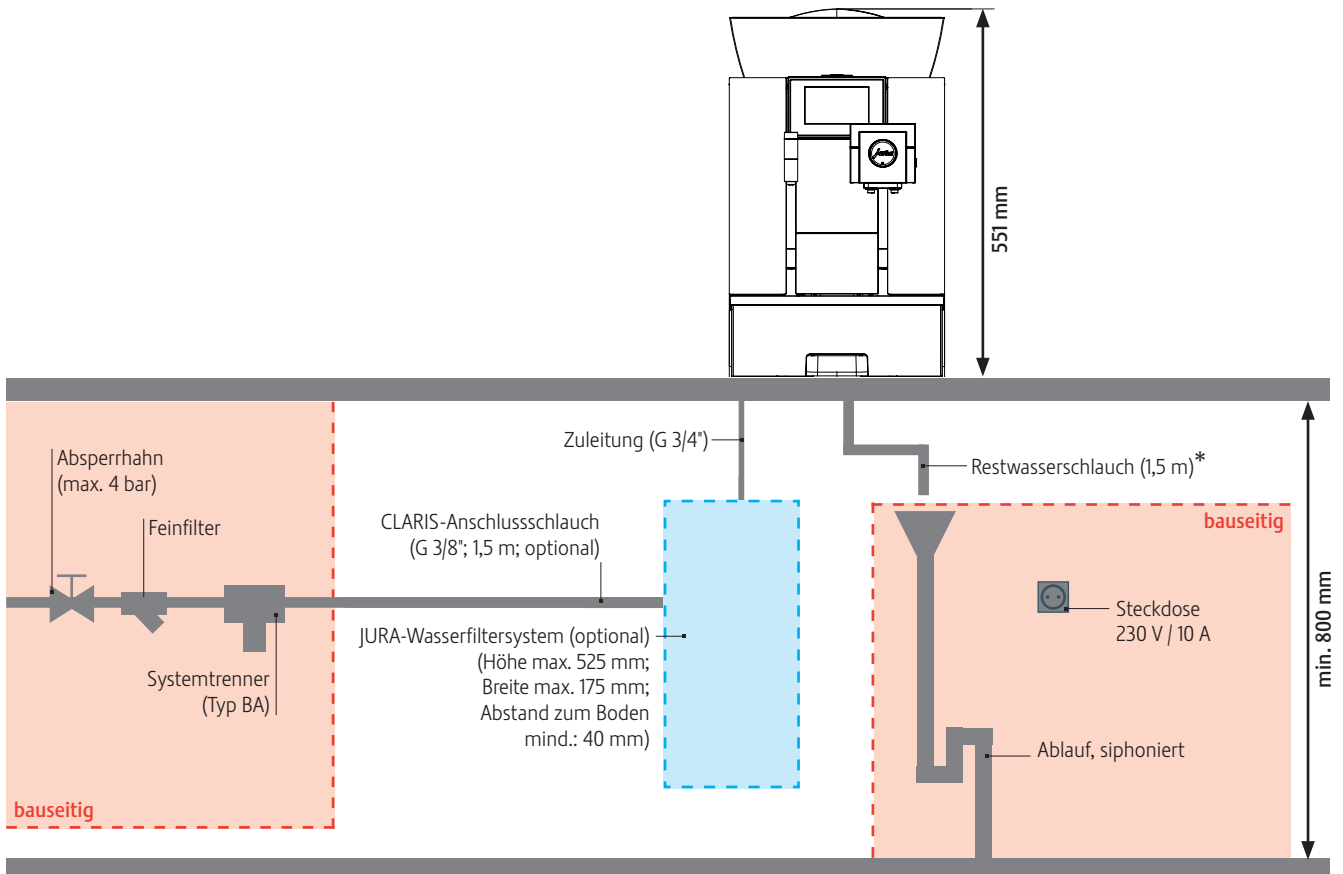 jura
551 mm
Zuleitung (G 3/4")
Restwasserschlauch (1,5 m)*
Absperrhahn
(max. 4 bar)
Feinfilter
CLARIS-Anschlussschlauch
(G 3/8"; 1,5 m; optional)
bauseitig
Steckdose
230 V / 10 A
min. 800 mm
JURA-Wasserfiltersystem (optional)
(Höhe max. 525 mm;
Breite max. 175 mm;
Abstand zum Boden
mind.: 40 mm)
Systemtrenner
(Typ BA)
Ablauf, siphoniert
bauseitig